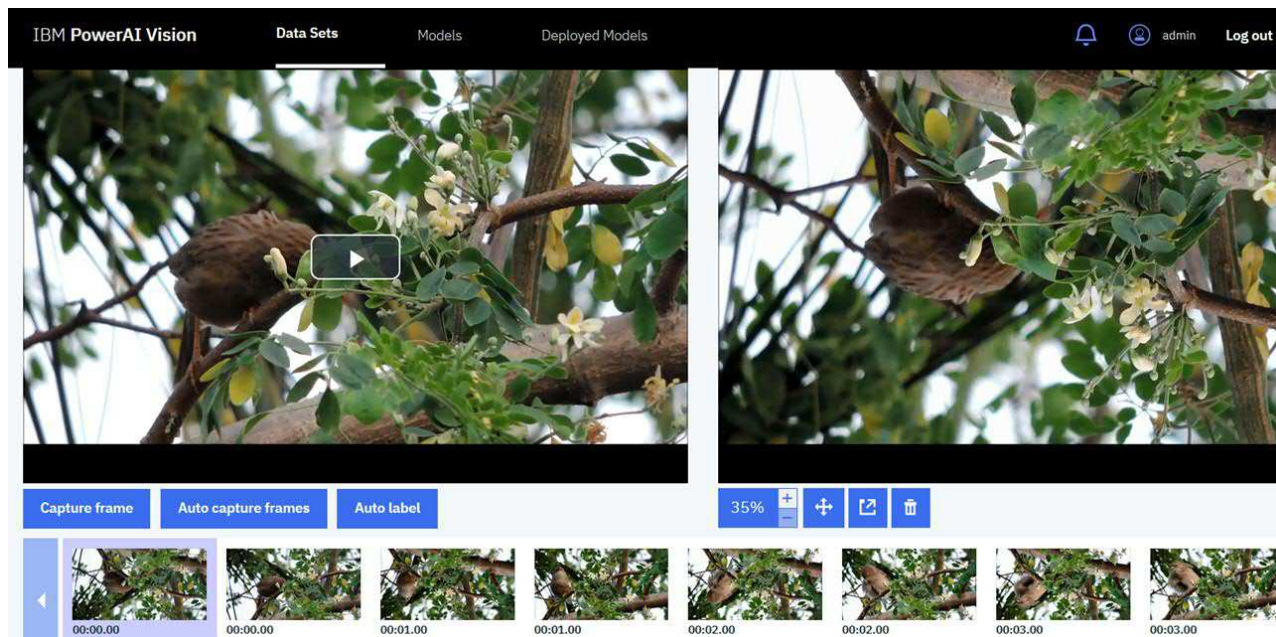 IBM PowerAI Vision Data Sets Models Deployed Models admin Log out
Capture frame Auto capture frames Auto label 35% + −
00:00.00 00:00.00 00:01.00 00:01.00 00:02.00 00:02.00 00:03.00 00:03.00